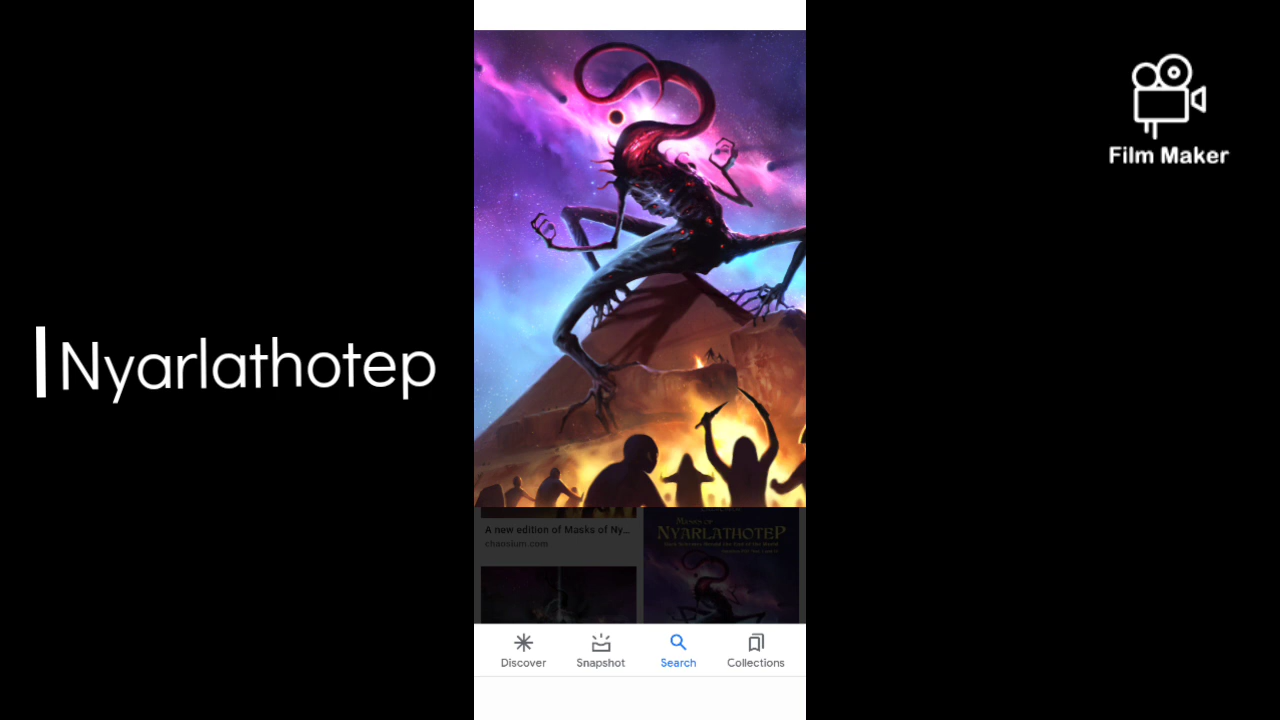 Film Maker
Nyarlathotep
A new edition of Masks of Ny...
chaosium.com
MASKS OF
NYARLATHOTEP
Discover
Snapshot
Search
Collections